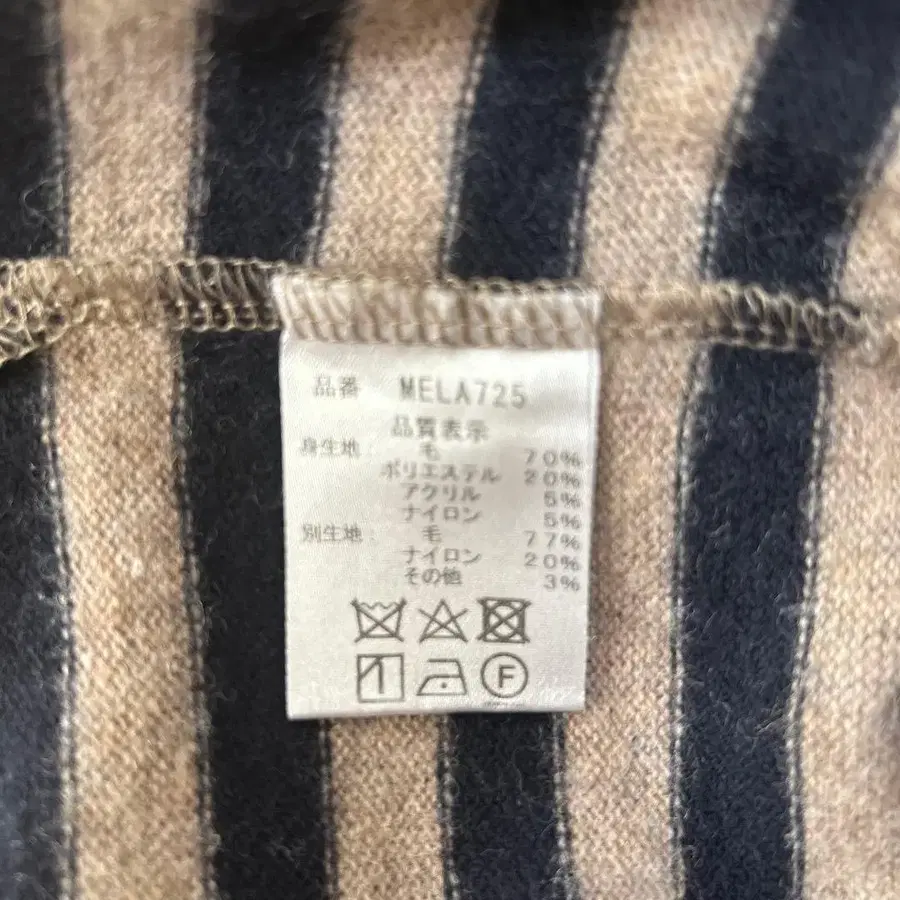 品番 MELA725
品質表示
身生地: 毛 70%
ポリエステル 20%
アクリル 5%
ナイロン 5%
別生地: 毛 77%
ナイロン 20%
その他 3%
F